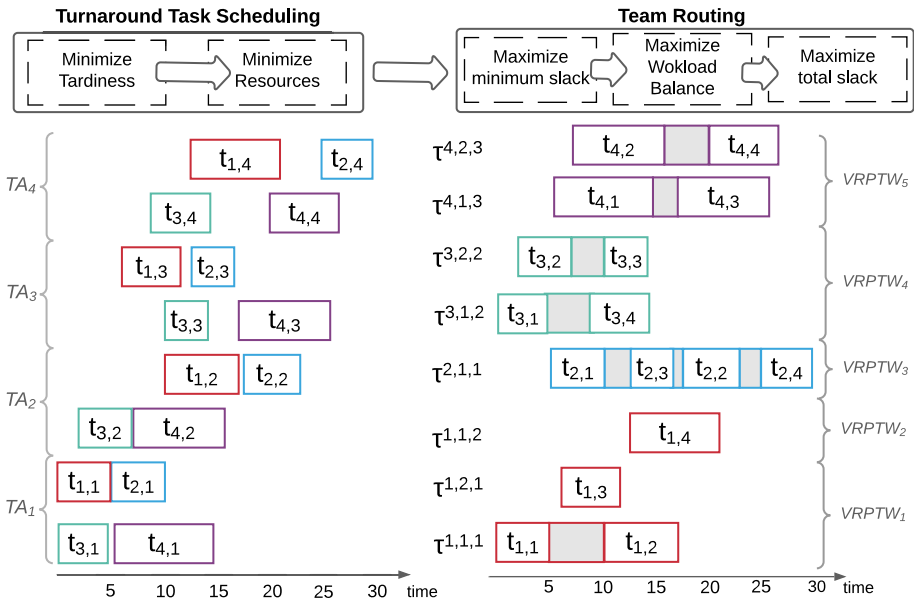 Turnaround Task Scheduling
Minimize
Tardiness
Minimize
Resources
TA4
t1,4
t2,4
t3,4
t4,4
TA3
t1,3
t2,3
t3,3
t4,3
TA2
t1,2
t2,2
t3,2
t4,2
TA1
t1,1
t2,1
t3,1
t4,1
5 10 15 20 25 30 time
Team Routing
Maximize
minimum slack
Maximize
Wokload
Balance
Maximize
total slack
τ4,2,3 t4,2 t4,4
τ4,1,3 t4,1 t4,3
VRPTW5
τ3,2,2 t3,2 t3,3
τ3,1,2 t3,1 t3,4
VRPTW4
τ2,1,1 t2,1 t2,3 t2,2 t2,4
VRPTW3
τ1,1,2 t1,4
VRPTW2
τ1,2,1 t1,3
τ1,1,1 t1,1 t1,2
VRPTW1
5 10 15 20 25 30 time